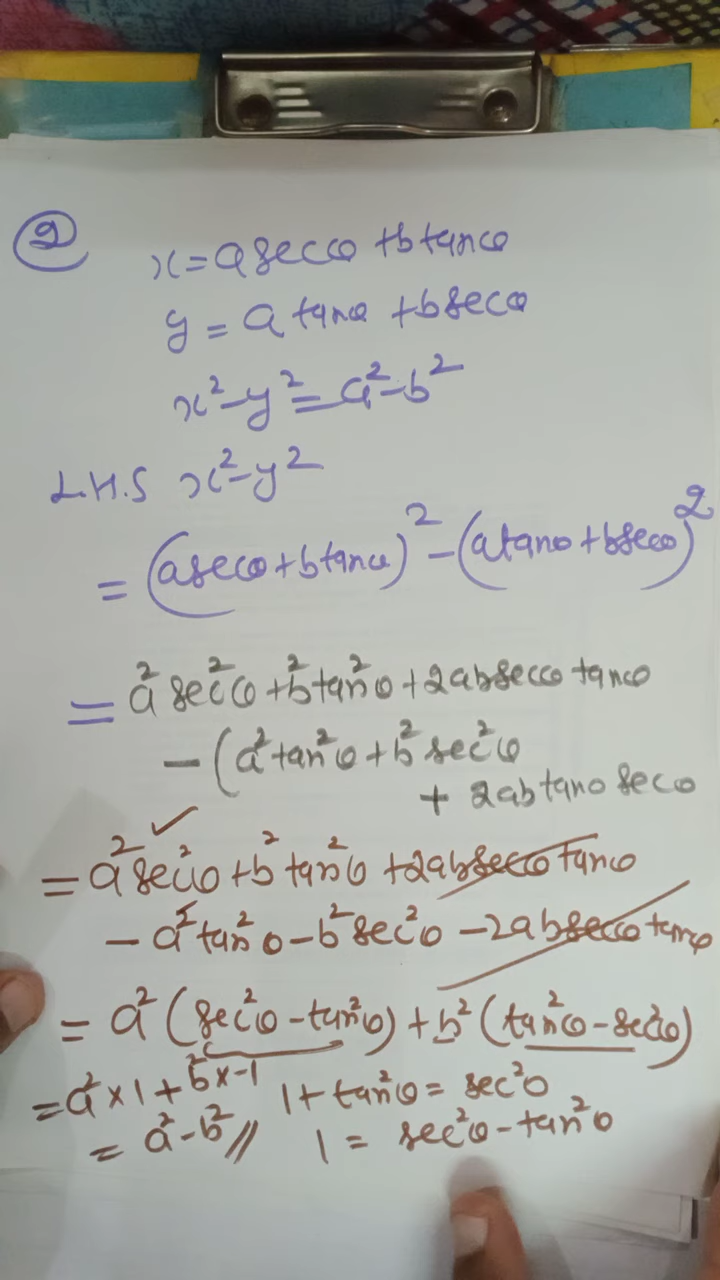 ②
x = a secθ + b tanθ
y = a tanθ + b secθ
x² - y² = a² - b²
L.H.S x² - y²
= (a secθ + b tanθ)² - (a tanθ + b secθ)²
= a² sec²θ + b² tan²θ + 2ab secθ tanθ
- (a² tan²θ + b² sec²θ
+ 2ab tanθ secθ
= a² sec²θ + b² tan²θ + 2ab secθ tanθ
- a² tan²θ - b² sec²θ - 2ab secθ tanθ
= a² (sec²θ - tan²θ) + b² (tan²θ - sec²θ)
= a² × 1 + b² × -1 1 + tan²θ = sec²θ
= a² - b² // 1 = sec²θ - tan²θ